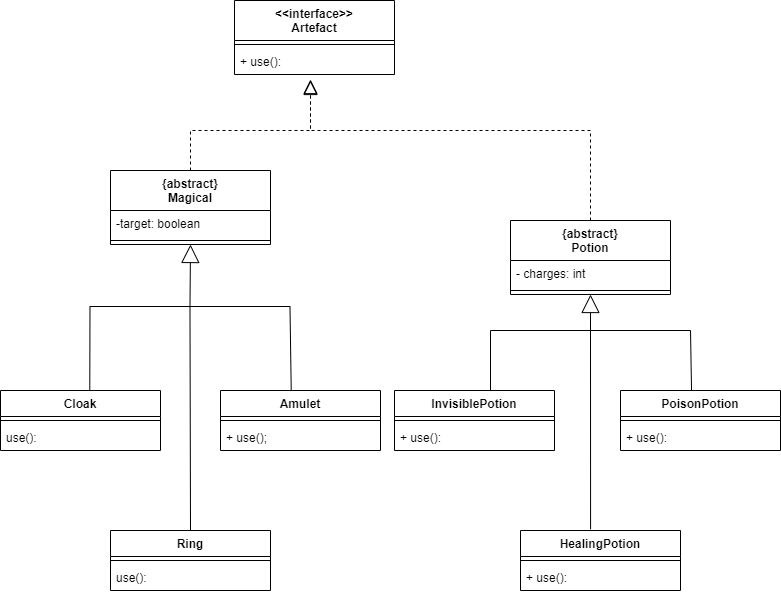 <<interface>>
Artefact
+ use():
{abstract}
Magical
-target: boolean
{abstract}
Potion
- charges: int
Cloak
use():
Amulet
+ use();
InvisiblePotion
+ use():
PoisonPotion
+ use():
Ring
use():
HealingPotion
+ use():